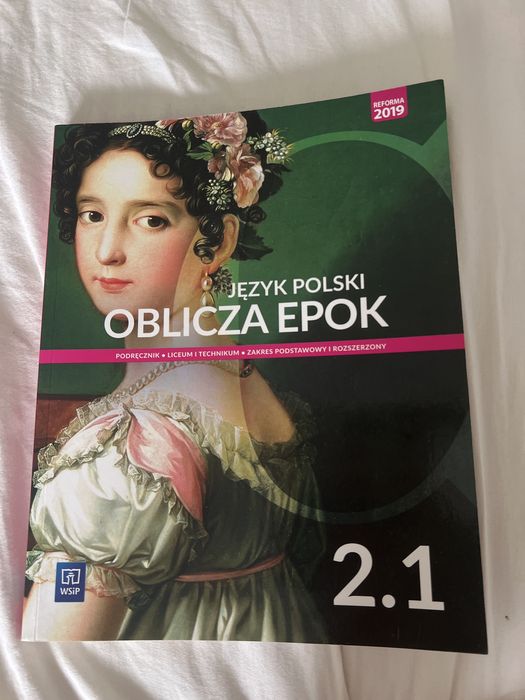 REFORMA
2019
JĘZYK POLSKI
OBLICZA EPOK
PODRĘCZNIK • LICEUM I TECHNIKUM • ZAKRES PODSTAWOWY I ROZSZERZONY
WSiP
2.1